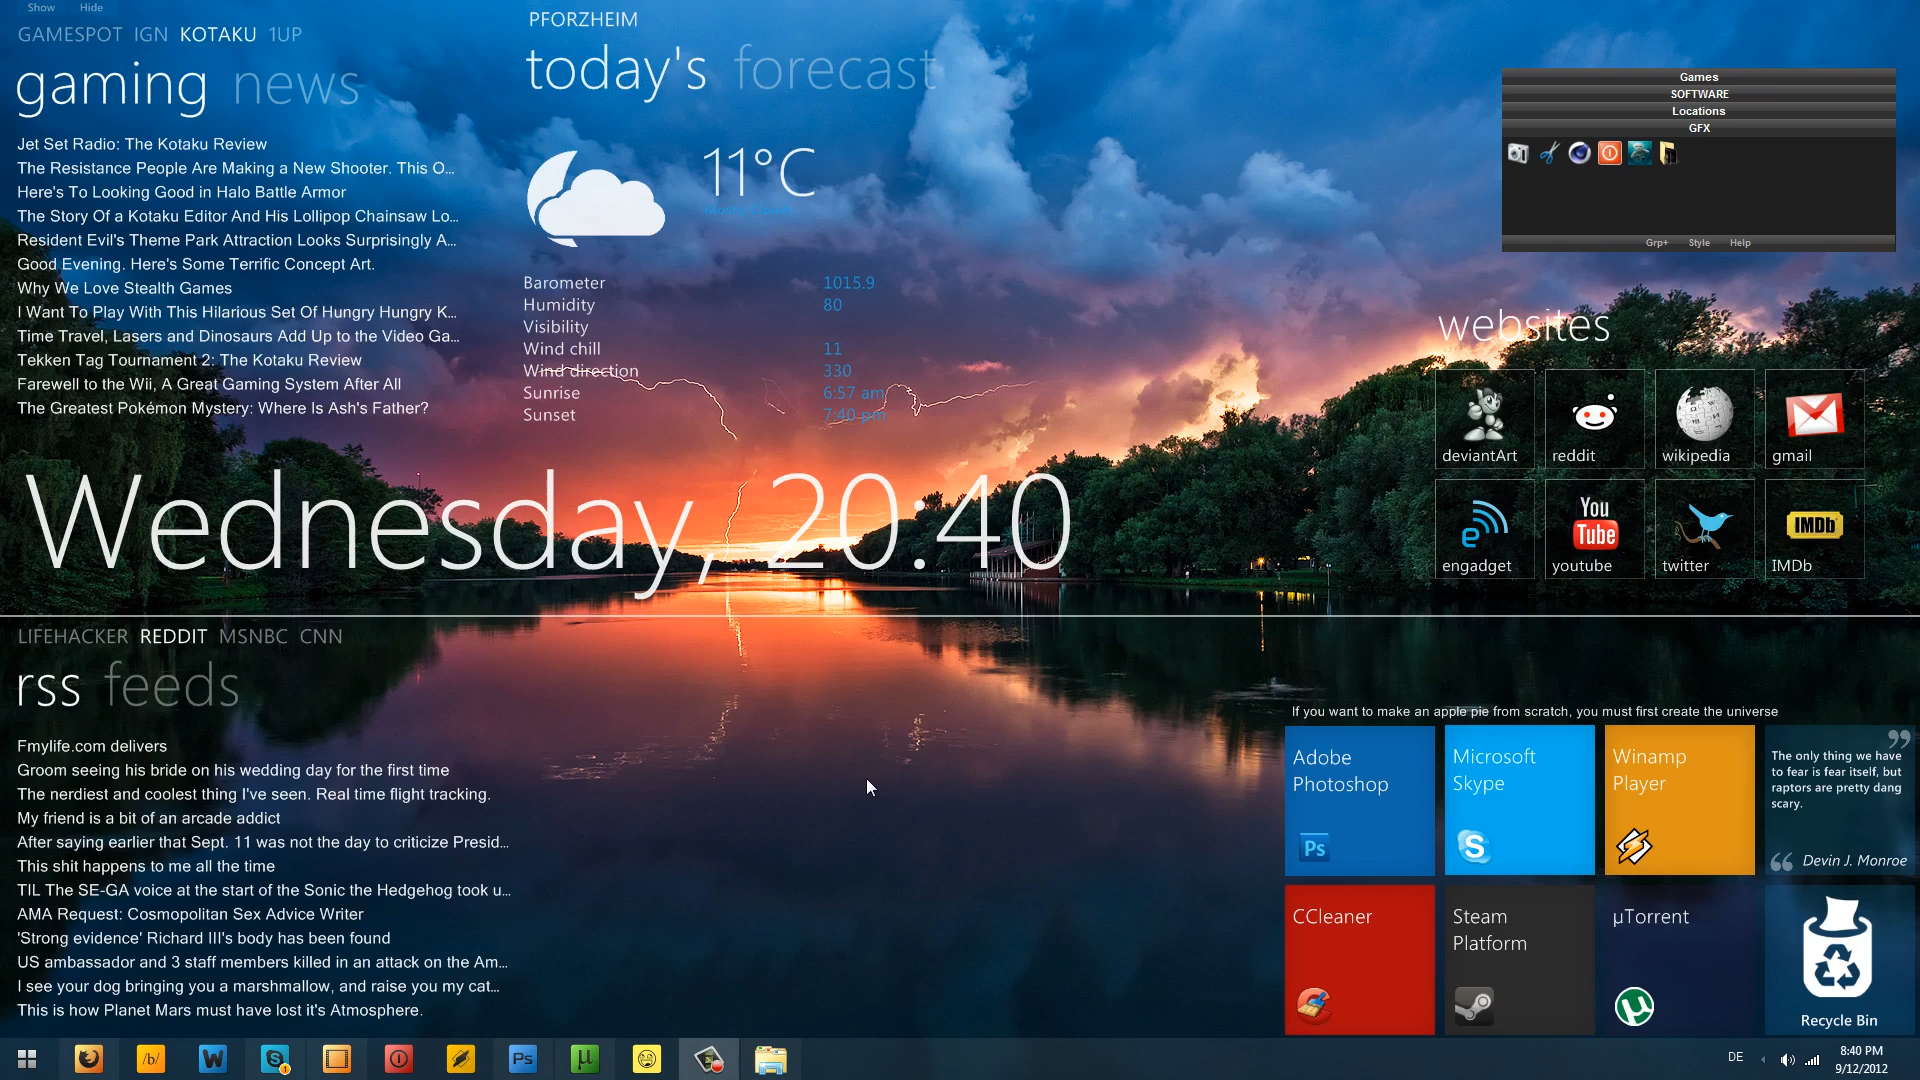 Show Hide
GAMESPOT IGN KOTAKU 1UP
gaming news
Jet Set Radio: The Kotaku Review
The Resistance People Are Making a New Shooter. This O...
Here's To Looking Good in Halo Battle Armor
The Story Of a Kotaku Editor And His Lollipop Chainsaw Lo...
Resident Evil's Theme Park Attraction Looks Surprisingly A...
Good Evening. Here's Some Terrific Concept Art.
Why We Love Stealth Games
I Want To Play With This Hilarious Set Of Hungry Hungry K...
Time Travel, Lasers and Dinosaurs Add Up to the Video Ga...
Tekken Tag Tournament 2: The Kotaku Review
Farewell to the Wii, A Great Gaming System After All
The Greatest Pokémon Mystery: Where Is Ash's Father?
PFORZHEIM
today's forecast
11°C
Mostly Cloudy
Barometer 1015.9
Humidity 80
Visibility
Wind chill 11
Wind direction 330
Sunrise 6:57 am
Sunset 7:40 pm
Games
SOFTWARE
Locations
GFX
Grp+ Style Help
websites
deviantArt reddit wikipedia gmail
You
Tube
IMDb
engadget youtube twitter IMDb
Wednesday, 20:40
LIFEHACKER REDDIT MSNBC CNN
rss feeds
Fmylife.com delivers
Groom seeing his bride on his wedding day for the first time
The nerdiest and coolest thing I've seen. Real time flight tracking.
My friend is a bit of an arcade addict
After saying earlier that Sept. 11 was not the day to criticize Presid...
This shit happens to me all the time
TIL The SE-GA voice at the start of the Sonic the Hedgehog took u...
AMA Request: Cosmopolitan Sex Advice Writer
'Strong evidence' Richard III's body has been found
US ambassador and 3 staff members killed in an attack on the Am...
I see your dog bringing you a marshmallow, and raise you my cat...
This is how Planet Mars must have lost it's Atmosphere.
If you want to make an apple pie from scratch, you must first create the universe
Adobe
Photoshop
Ps
Microsoft
Skype
S
Winamp
Player
The only thing we have
to fear is fear itself, but
raptors are pretty dang
scary.
Devin J. Monroe
CCleaner
Steam
Platform
µTorrent
µ
Recycle Bin
/b/ W S 1 Ps µ
DE
8:40 PM
9/12/2012